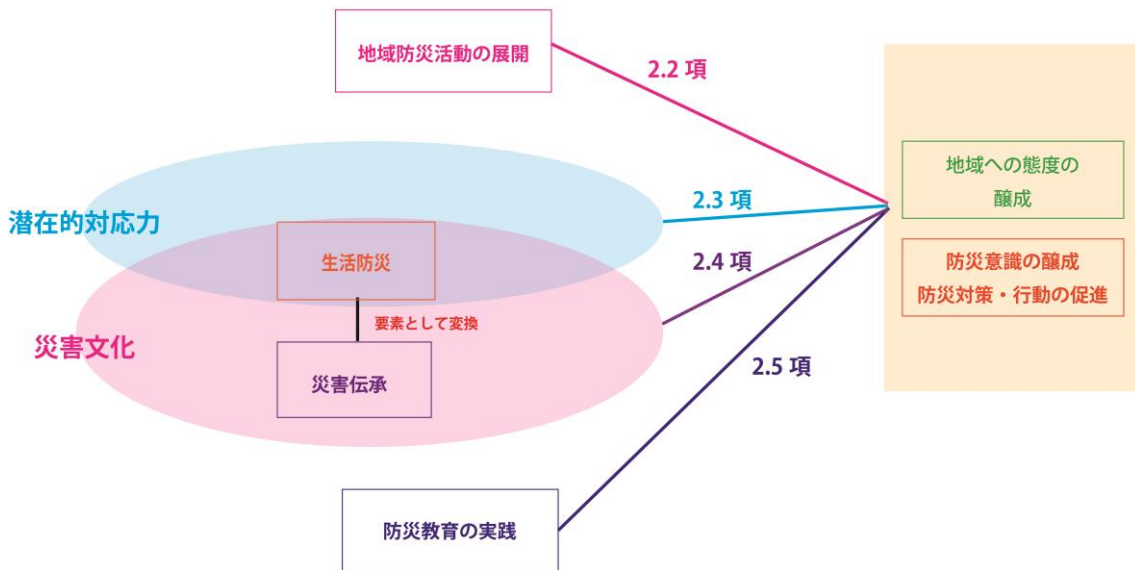 地域防災活動の展開
2.2 項
地域への態度の
醸成
2.3 項
潜在的対応力
2.4 項
生活防災
防災意識の醸成
防災対策・行動の促進
要素として変換
災害文化
2.5 項
災害伝承
防災教育の実践